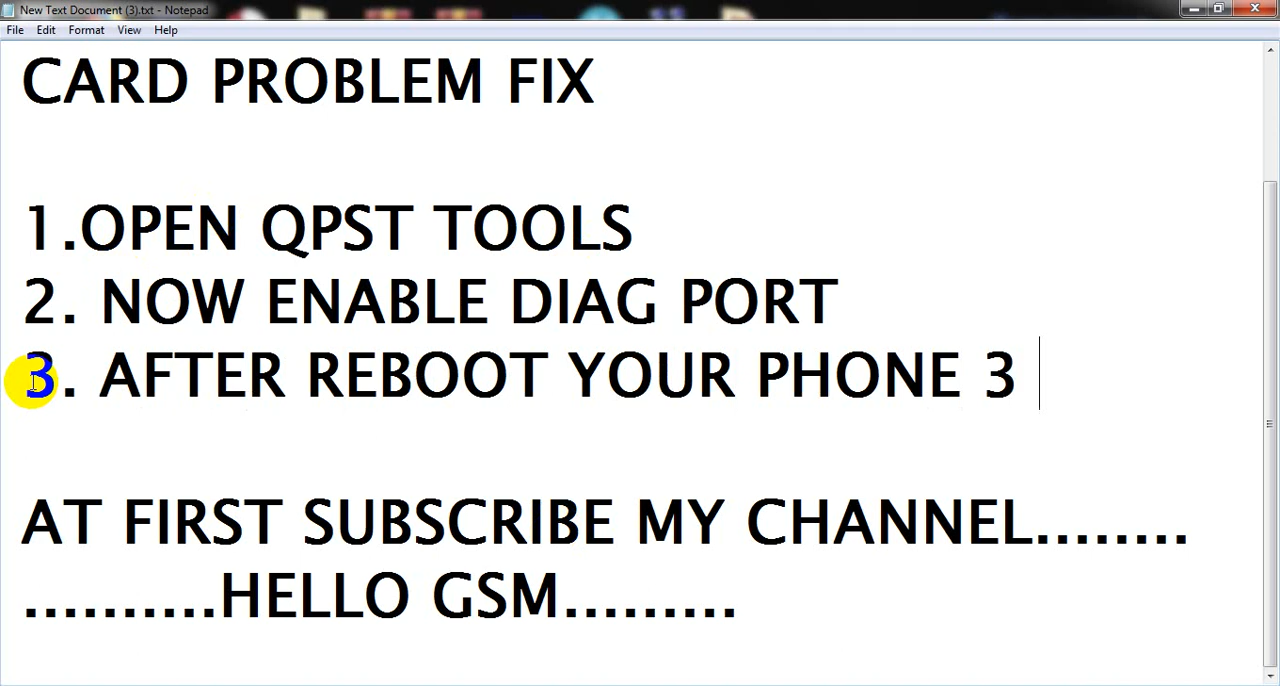 New Text Document (3).txt - Notepad
File Edit Format View Help
CARD PROBLEM FIX
1.OPEN QPST TOOLS
2. NOW ENABLE DIAG PORT
3. AFTER REBOOT YOUR PHONE 3
AT FIRST SUBSCRIBE MY CHANNEL........
..........HELLO GSM.........